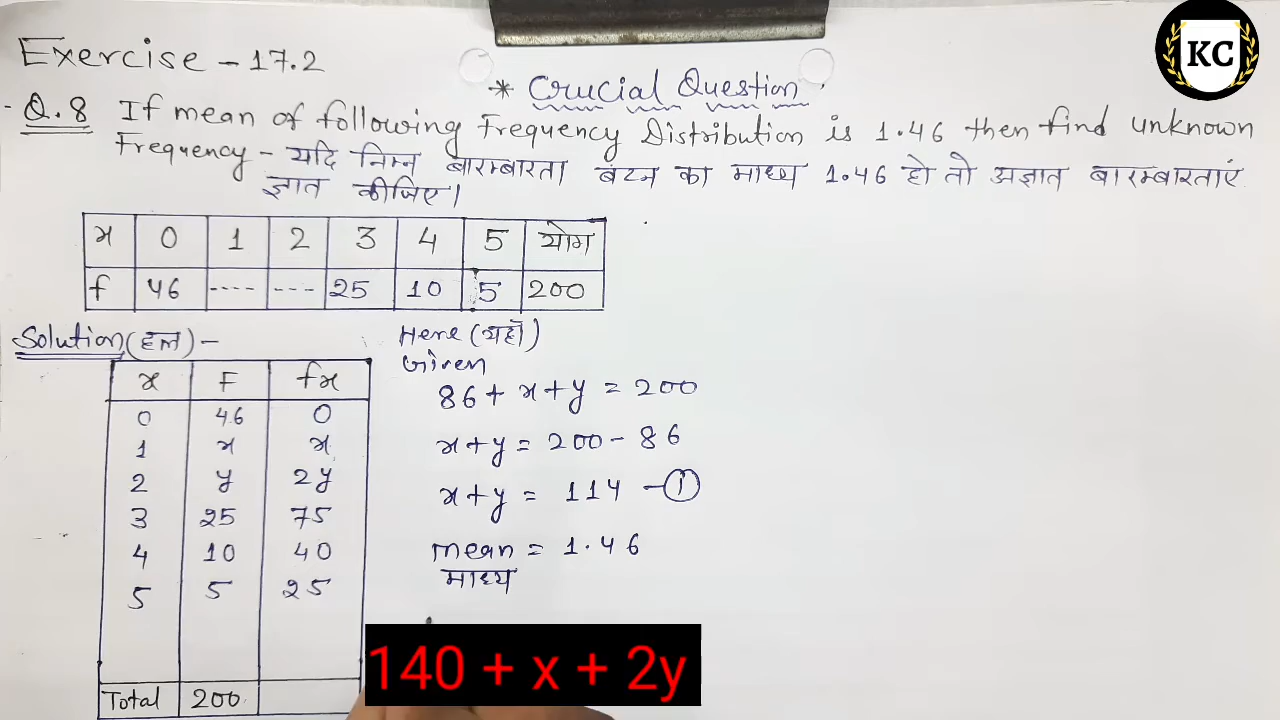 KC
Exercise - 17.2
* Crucial Question
Q.8 If mean of following Frequency Distribution is 1.46 then find unknown
Frequency - यदि निम्न बारम्बारता बंटन का माध्य 1.46 हो तो अज्ञात बारम्बारताएं
ज्ञात कीजिए।
x 0 1 2 3 4 5 योग
f 46 ---- --- 25 10 5 200
Solution (हल) -
x F fx
0 46 0
1 x x
2 y 2y
3 25 75
4 10 40
5 5 25
Total 200
Here (यहाँ)
Given
86 + x + y = 200
x + y = 200 - 86
x + y = 114 - ①
mean = 1.46
माध्य
140 + x + 2y